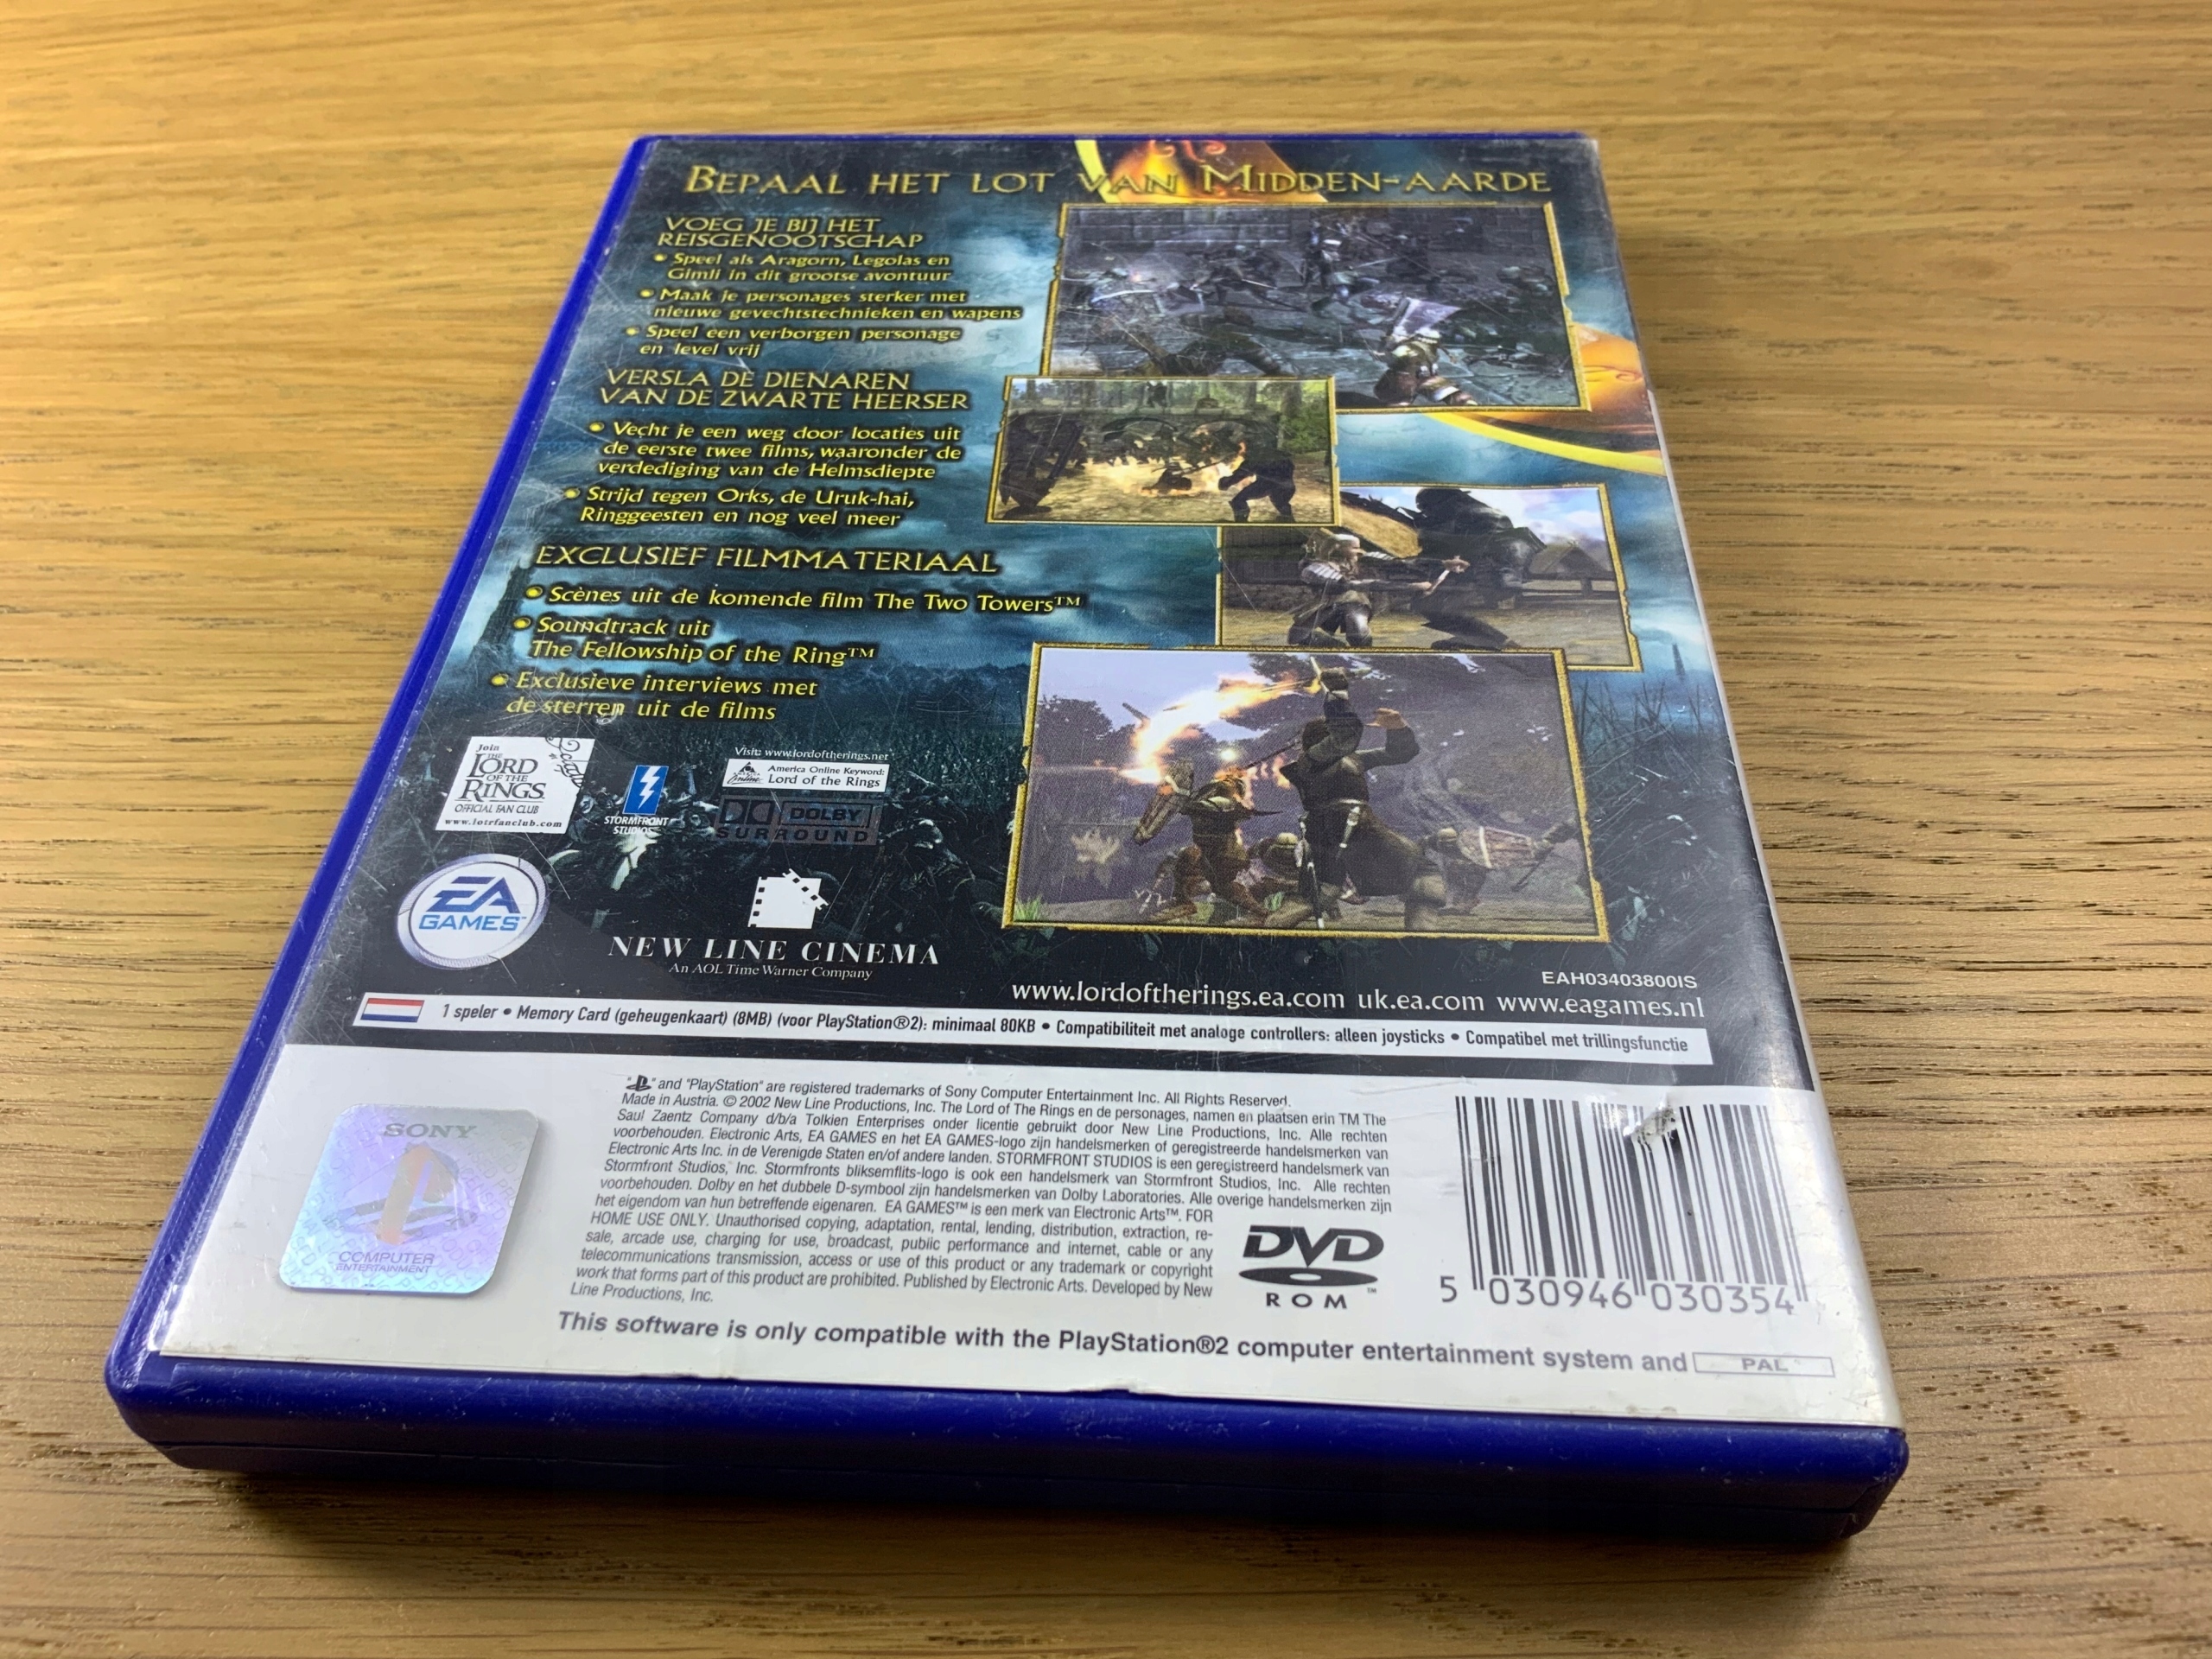 BEPAAL HET LOT VAN MIDDEN-AARDE
VOEG JE BIJ HET
REISGENOOTSCHAP
• Speel als Aragorn, Legolas en
Gimli in dit grootse avontuur
• Maak je personages sterker met
nieuwe gevechtstechnieken en wapens
• Speel een verborgen personage
en level vrij
VERSLA DE DIENAREN
VAN DE ZWARTE HEERSER
• Vecht je een weg door locaties uit
de eerste twee films, waaronder de
verdediging van de Helmsdiepte
• Strijd tegen Orks, de Uruk-hai,
Ringgeesten en nog veel meer
EXCLUSIEF FILMMATERIAAL
• Scènes uit de komende film The Two Towers™
• Soundtrack uit
The Fellowship of the Ring™
• Exclusieve interviews met
de sterren uit de films
Join
THE
LORD
OF THE
RINGS
OFFICIAL FAN CLUB
www.lotrfanclub.com
STORMFRONT
STUDIOS
Visit: www.lordoftherings.net
America Online Keyword:
Lord of the Rings
DOLBY
SURROUND
EA
GAMES™
NEW LINE CINEMA
An AOL Time Warner Company
EAH03403800IS
www.lordoftherings.ea.com uk.ea.com www.eagames.nl
1 speler • Memory Card (geheugenkaart) (8MB) (voor PlayStation®2): minimaal 80KB • Compatibiliteit met analoge controllers: alleen joysticks • Compatibel met trillingsfunctie
" " and "PlayStation" are registered trademarks of Sony Computer Entertainment Inc. All Rights Reserved.
Made in Austria. © 2002 New Line Productions, Inc. The Lord of The Rings en de personages, namen en plaatsen erin TM The
Saul Zaentz Company d/b/a Tolkien Enterprises onder licentie gebruikt door New Line Productions, Inc. Alle rechten
voorbehouden. Electronic Arts, EA GAMES en het EA GAMES-logo zijn handelsmerken of geregistreerde handelsmerken van
Electronic Arts Inc. in de Verenigde Staten en/of andere landen. STORMFRONT STUDIOS is een geregistreerd handelsmerk van
Stormfront Studios, Inc. Stormfronts bliksemflits-logo is ook een handelsmerk van Stormfront Studios, Inc. Alle rechten
voorbehouden. Dolby en het dubbele D-symbool zijn handelsmerken van Dolby Laboratories. Alle overige handelsmerken zijn
het eigendom van hun betreffende eigenaren. EA GAMES™ is een merk van Electronic Arts™. FOR
HOME USE ONLY. Unauthorised copying, adaptation, rental, lending, distribution, extraction, re-
sale, arcade use, charging for use, broadcast, public performance and internet, cable or any
telecommunications transmission, access or use of this product or any trademark or copyright
work that forms part of this product are prohibited. Published by Electronic Arts. Developed by New
Line Productions, Inc.
SONY
COMPUTER
ENTERTAINMENT
DVD
ROM ™
5 030946 030354
This software is only compatible with the PlayStation®2 computer entertainment system and PAL